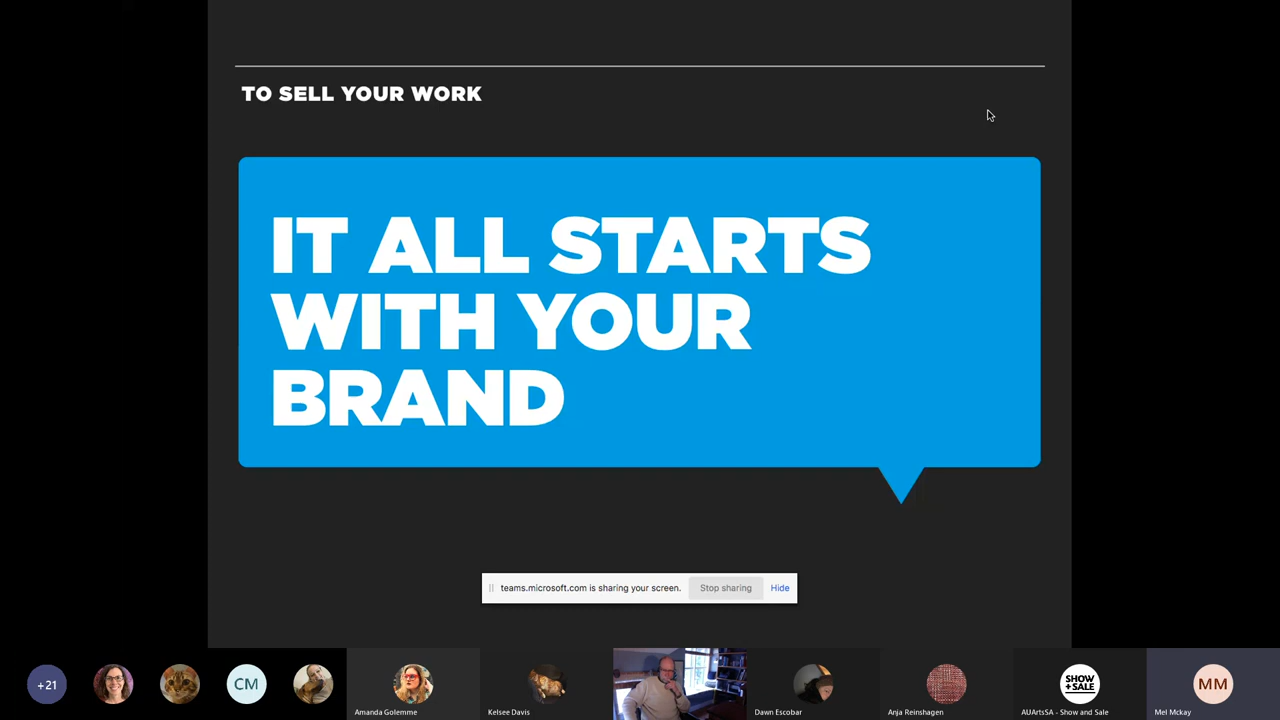 TO SELL YOUR WORK
IT ALL STARTS
WITH YOUR
BRAND
teams.microsoft.com is sharing your screen. Stop sharing Hide
+21
CM
SHOW
+SALE
MM
Amanda Golemme
Kelsee Davis
Dawn Escobar
Anja Reinshagen
AUArtsSA - Show and Sale
Mel Mckay